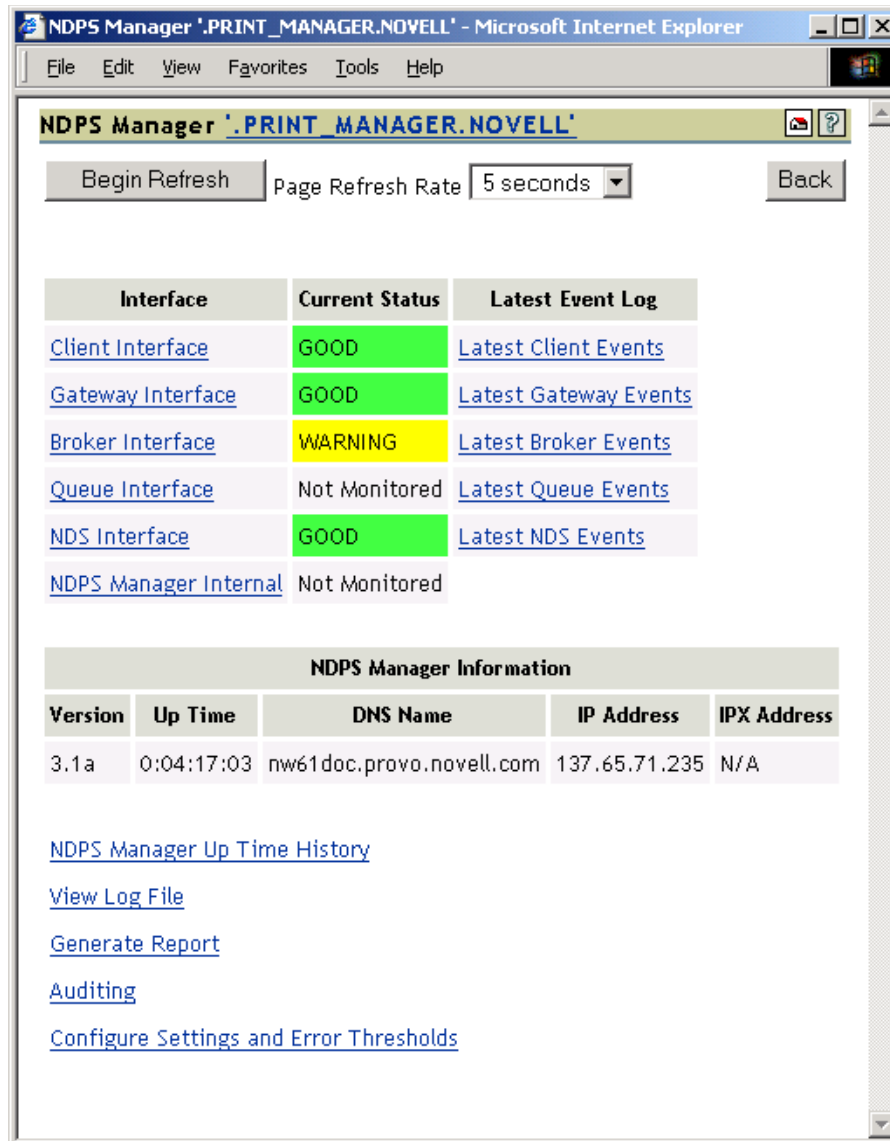 NDPS Manager '.PRINT_MANAGER.NOVELL' - Microsoft Internet Explorer
File Edit View Favorites Tools Help
NDPS Manager '.PRINT_MANAGER.NOVELL'
Begin Refresh Page Refresh Rate 5 seconds Back
Interface Current Status Latest Event Log
Client Interface GOOD Latest Client Events
Gateway Interface GOOD Latest Gateway Events
Broker Interface WARNING Latest Broker Events
Queue Interface Not Monitored Latest Queue Events
NDS Interface GOOD Latest NDS Events
NDPS Manager Internal Not Monitored
NDPS Manager Information
Version Up Time DNS Name IP Address IPX Address
3.1a 0:04:17:03 nw61doc.provo.novell.com 137.65.71.235 N/A
NDPS Manager Up Time History
View Log File
Generate Report
Auditing
Configure Settings and Error Thresholds